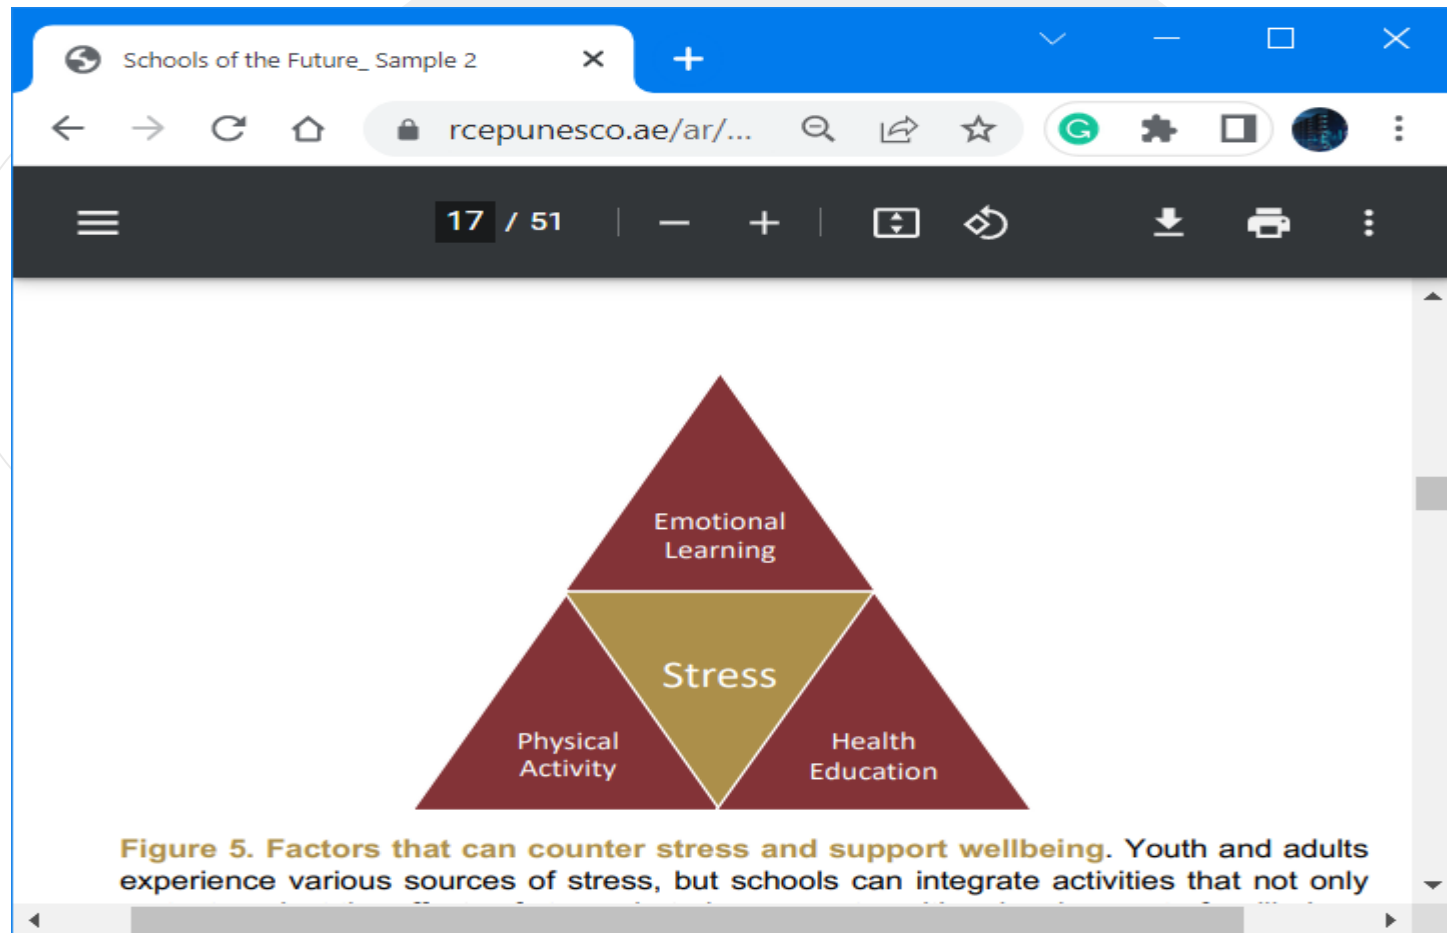 Schools of the Future_ Sample 2
rcepunesco.ae/ar/...
17 / 51
Emotional
Learning
Stress
Physical
Activity
Health
Education
Figure 5. Factors that can counter stress and support wellbeing. Youth and adults
experience various sources of stress, but schools can integrate activities that not only